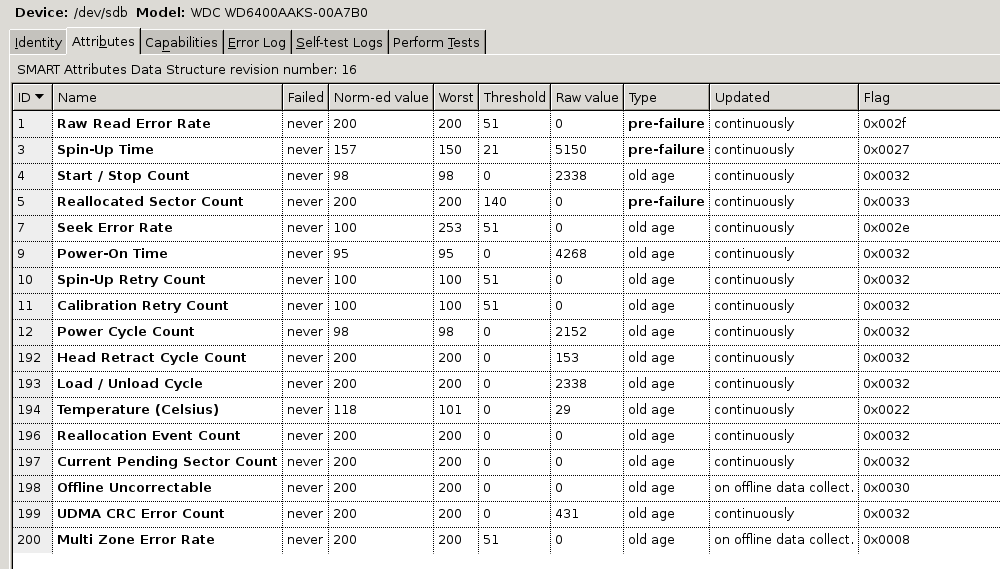 Device: /dev/sdb Model: WDC WD6400AAKS-00A7B0
Identity Attributes Capabilities Error Log Self-test Logs Perform Tests
SMART Attributes Data Structure revision number: 16
ID Name Failed Norm-ed value Worst Threshold Raw value Type Updated Flag
1 Raw Read Error Rate never 200 200 51 0 pre-failure continuously 0x002f
3 Spin-Up Time never 157 150 21 5150 pre-failure continuously 0x0027
4 Start / Stop Count never 98 98 0 2338 old age continuously 0x0032
5 Reallocated Sector Count never 200 200 140 0 pre-failure continuously 0x0033
7 Seek Error Rate never 100 253 51 0 old age continuously 0x002e
9 Power-On Time never 95 95 0 4268 old age continuously 0x0032
10 Spin-Up Retry Count never 100 100 51 0 old age continuously 0x0032
11 Calibration Retry Count never 100 100 51 0 old age continuously 0x0032
12 Power Cycle Count never 98 98 0 2152 old age continuously 0x0032
192 Head Retract Cycle Count never 200 200 0 153 old age continuously 0x0032
193 Load / Unload Cycle never 200 200 0 2338 old age continuously 0x0032
194 Temperature (Celsius) never 118 101 0 29 old age continuously 0x0022
196 Reallocation Event Count never 200 200 0 0 old age continuously 0x0032
197 Current Pending Sector Count never 200 200 0 0 old age continuously 0x0032
198 Offline Uncorrectable never 200 200 0 0 old age on offline data collect. 0x0030
199 UDMA CRC Error Count never 200 200 0 431 old age continuously 0x0032
200 Multi Zone Error Rate never 200 200 51 0 old age on offline data collect. 0x0008